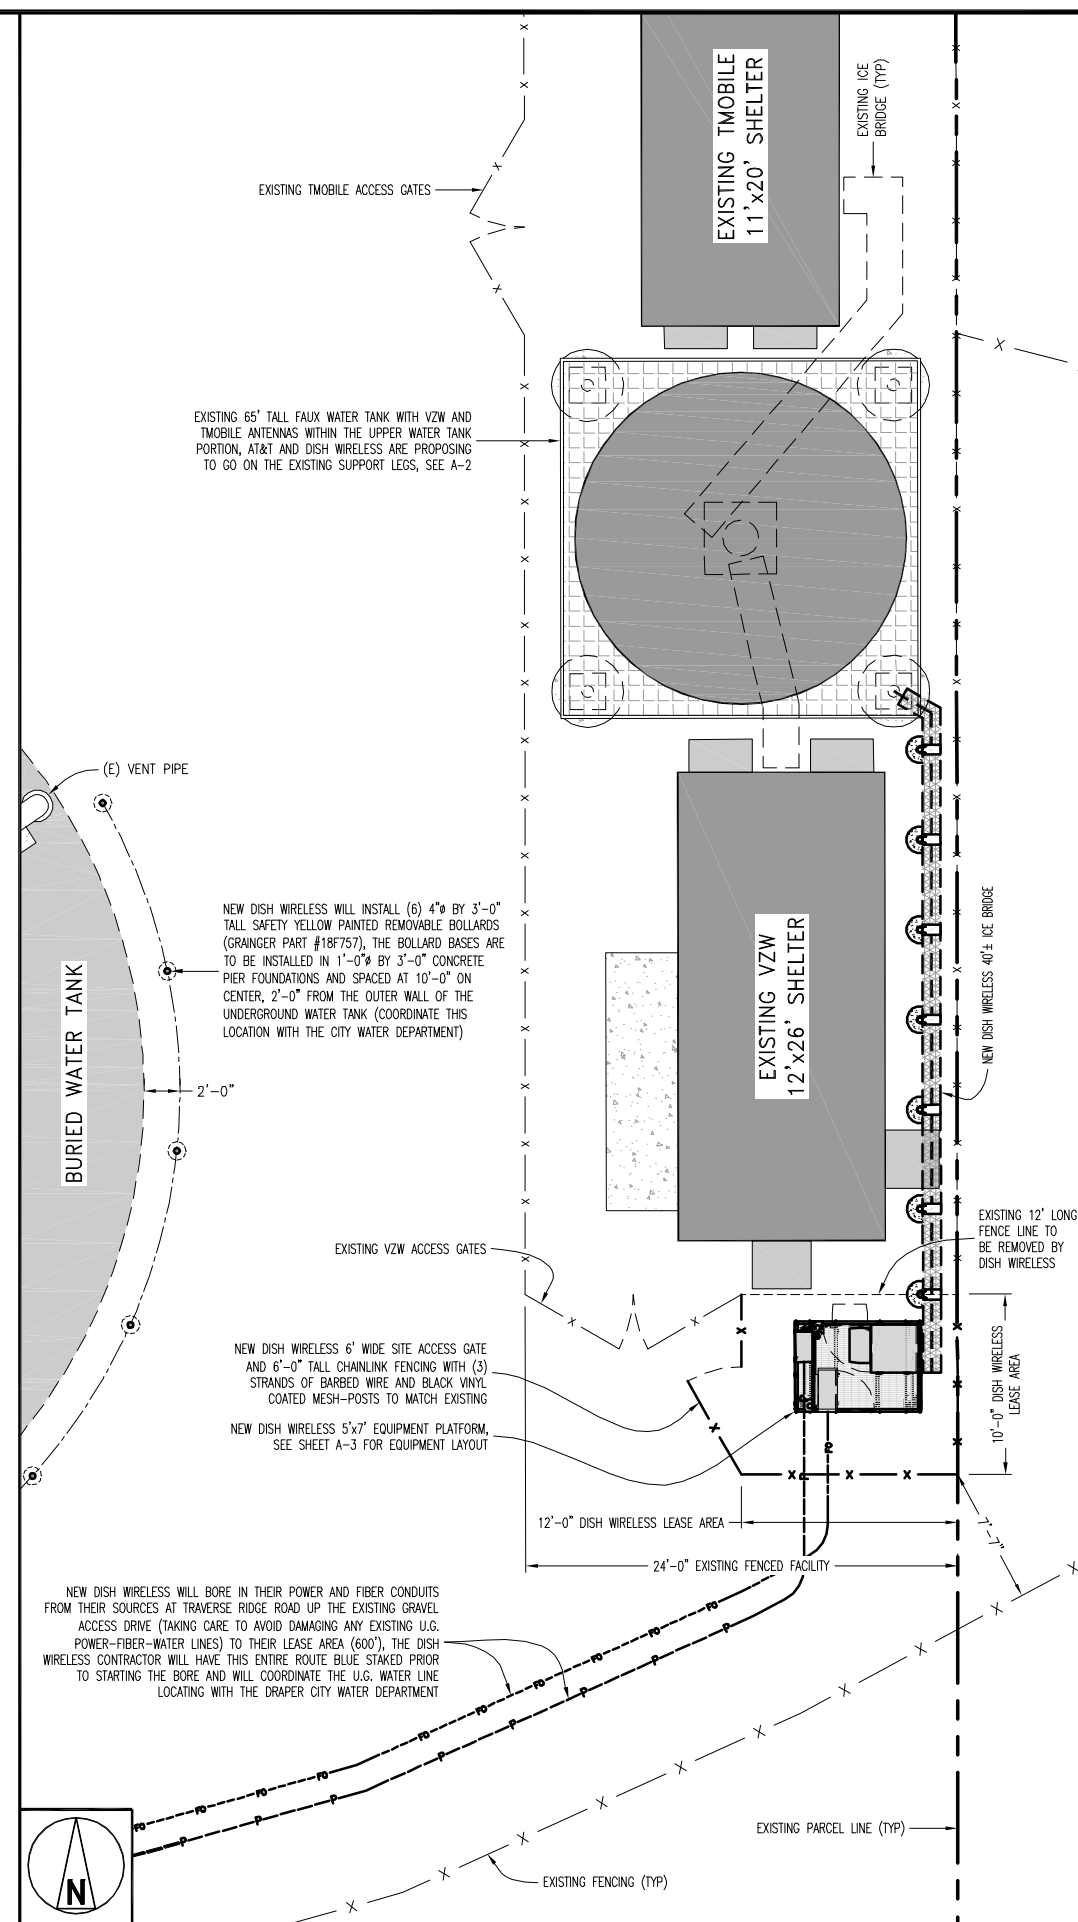 EXISTING TMOBILE
11'x20' SHELTER
EXISTING ICE
BRIDGE (TYP)
EXISTING TMOBILE ACCESS GATES
EXISTING 65' TALL FAUX WATER TANK WITH VZW AND
TMOBILE ANTENNAS WITHIN THE UPPER WATER TANK
PORTION, AT&T AND DISH WIRELESS ARE PROPOSING
TO GO ON THE EXISTING SUPPORT LEGS, SEE A-2
(E) VENT PIPE
NEW DISH WIRELESS WILL INSTALL (6) 4"ø BY 3'-0"
TALL SAFETY YELLOW PAINTED REMOVABLE BOLLARDS
(GRAINGER PART #18F757), THE BOLLARD BASES ARE
TO BE INSTALLED IN 1'-0"ø BY 3'-0" CONCRETE
PIER FOUNDATIONS AND SPACED AT 10'-0" ON
CENTER, 2'-0" FROM THE OUTER WALL OF THE
UNDERGROUND WATER TANK (COORDINATE THIS
LOCATION WITH THE CITY WATER DEPARTMENT)
BURIED WATER TANK
2'-0"
EXISTING VZW
12'x26' SHELTER
NEW DISH WIRELESS 40'± ICE BRIDGE
EXISTING 12' LONG
FENCE LINE TO
BE REMOVED BY
DISH WIRELESS
EXISTING VZW ACCESS GATES
NEW DISH WIRELESS 6' WIDE SITE ACCESS GATE
AND 6'-0" TALL CHAINLINK FENCING WITH (3)
STRANDS OF BARBED WIRE AND BLACK VINYL
COATED MESH-POSTS TO MATCH EXISTING
NEW DISH WIRELESS 5'x7' EQUIPMENT PLATFORM,
SEE SHEET A-3 FOR EQUIPMENT LAYOUT
10'-0" DISH WIRELESS
LEASE AREA
12'-0" DISH WIRELESS LEASE AREA
7'-7"
24'-0" EXISTING FENCED FACILITY
NEW DISH WIRELESS WILL BORE IN THEIR POWER AND FIBER CONDUITS
FROM THEIR SOURCES AT TRAVERSE RIDGE ROAD UP THE EXISTING GRAVEL
ACCESS DRIVE (TAKING CARE TO AVOID DAMAGING ANY EXISTING U.G.
POWER-FIBER-WATER LINES) TO THEIR LEASE AREA (600'), THE DISH
WIRELESS CONTRACTOR WILL HAVE THIS ENTIRE ROUTE BLUE STAKED PRIOR
TO STARTING THE BORE AND WILL COORDINATE THE U.G. WATER LINE
LOCATING WITH THE DRAPER CITY WATER DEPARTMENT
EXISTING PARCEL LINE (TYP)
EXISTING FENCING (TYP)
N